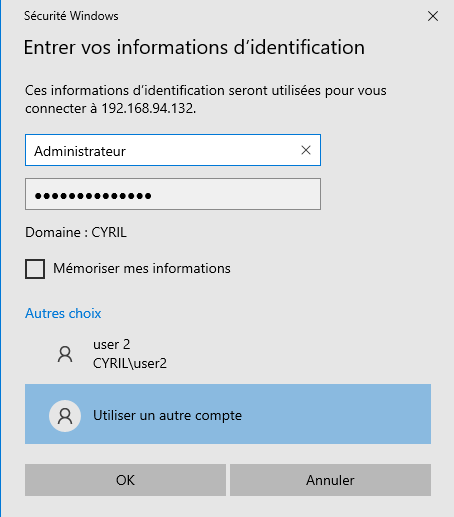 Sécurité Windows
Entrer vos informations d’identification
Ces informations d’identification seront utilisées pour vous
connecter à 192.168.94.132.
Administrateur
●●●●●●●●●●●●●●
Domaine : CYRIL
Mémoriser mes informations
Autres choix
user 2
CYRIL\user2
Utiliser un autre compte
OK
Annuler